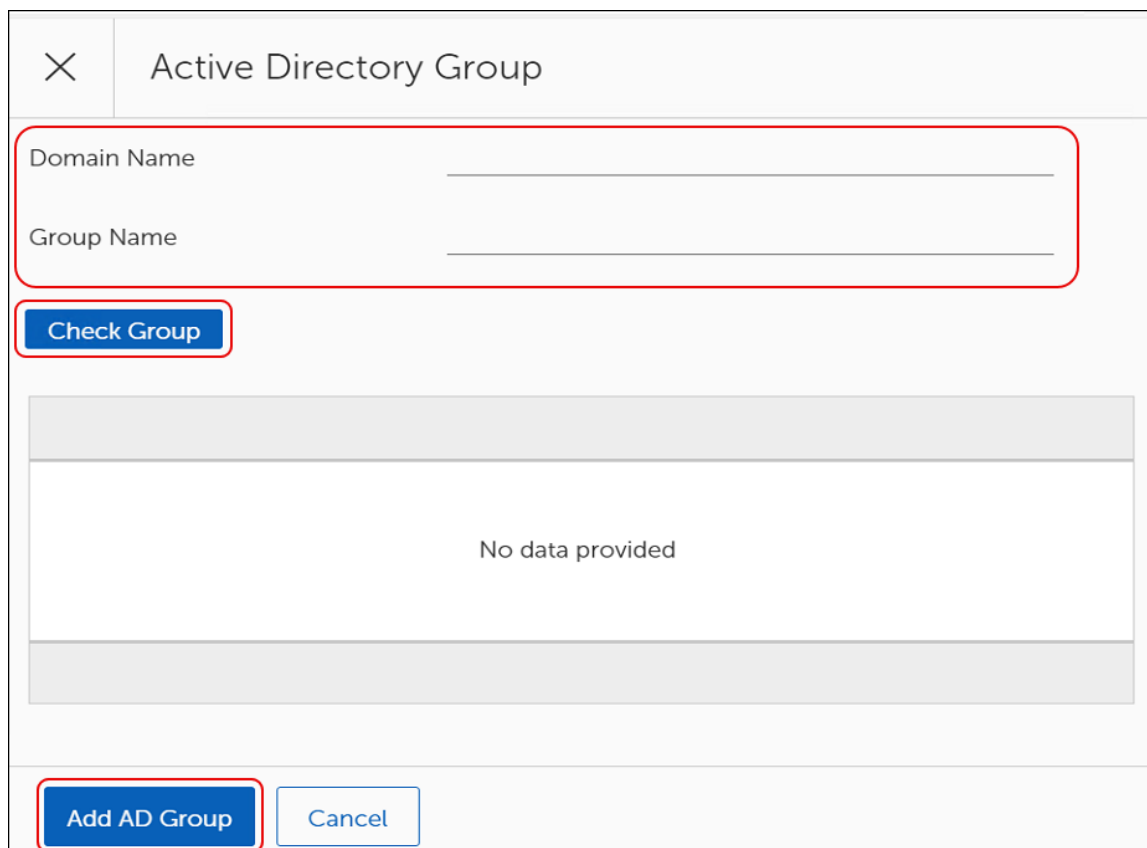 Active Directory Group
Domain Name
Group Name
Check Group
No data provided
Add AD Group
Cancel